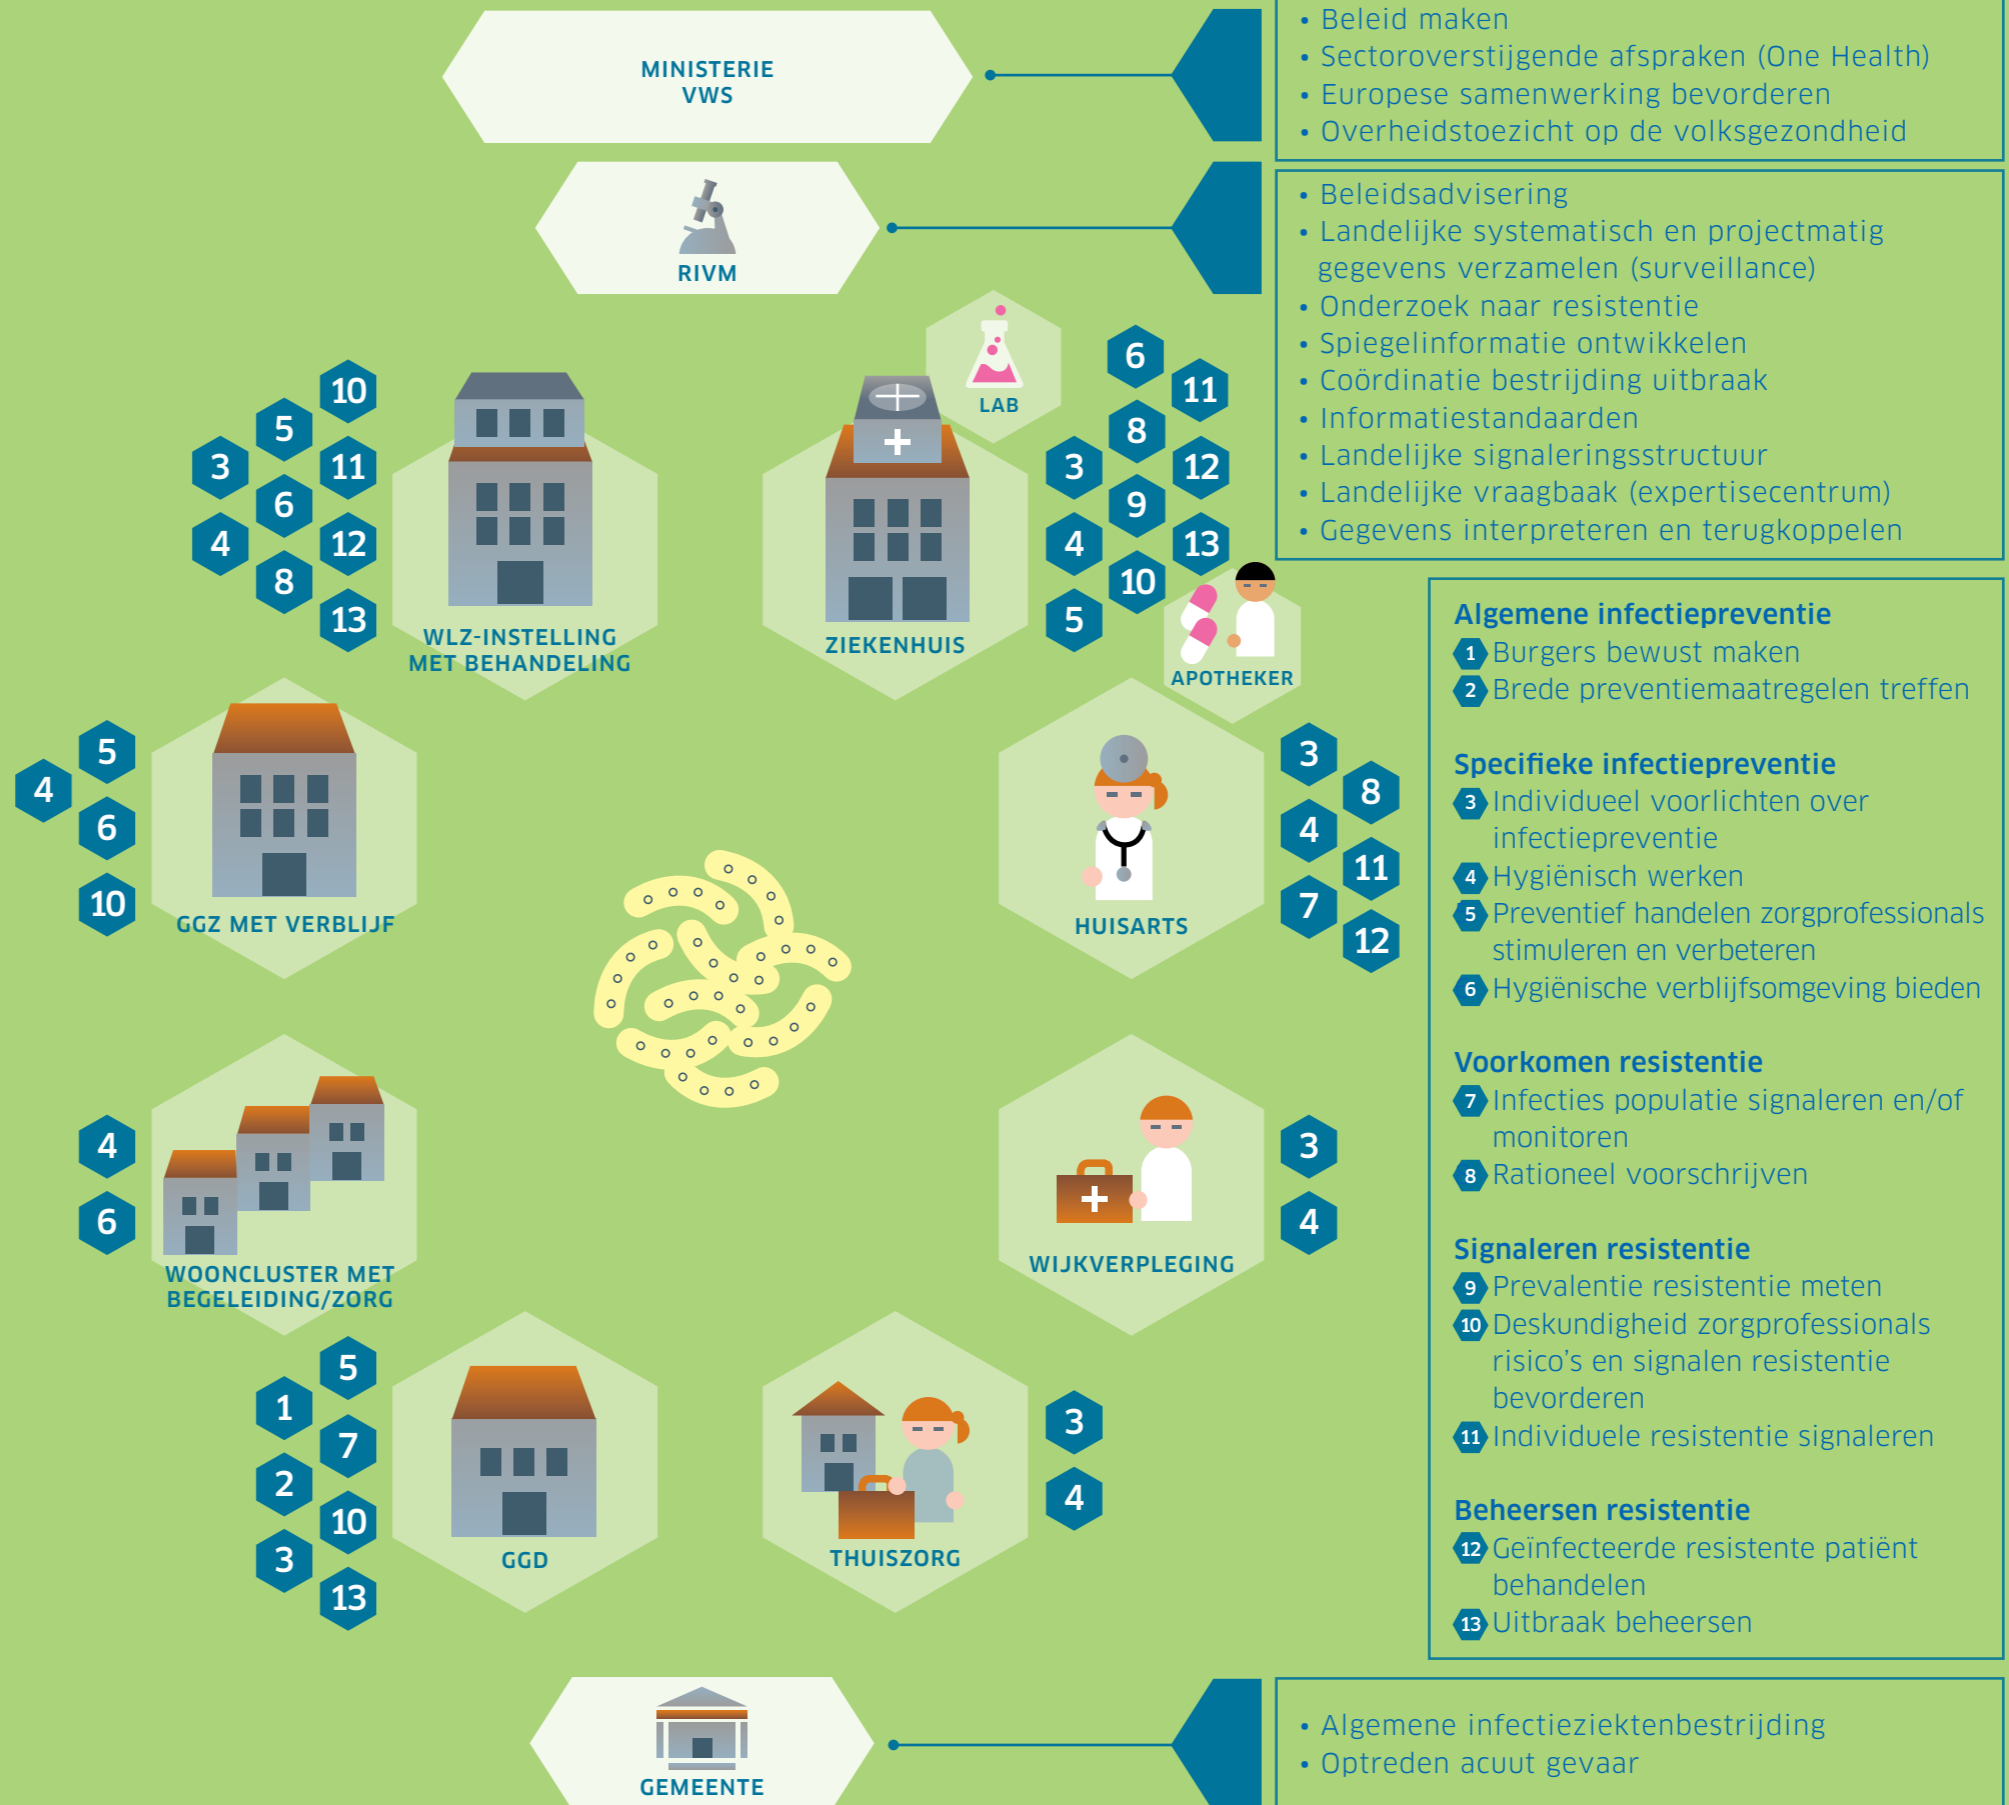 MINISTERIE
VWS
• Beleid maken
• Sectoroverstijgende afspraken (One Health)
• Europese samenwerking bevorderen
• Overheidstoezicht op de volksgezondheid
RIVM
• Beleidsadvisering
• Landelijke systematisch en projectmatig
gegevens verzamelen (surveillance)
• Onderzoek naar resistentie
• Spiegelinformatie ontwikkelen
• Coördinatie bestrijding uitbraak
• Informatiestandaarden
• Landelijke signaleringsstructuur
• Landelijke vraagbaak (expertisecentrum)
• Gegevens interpreteren en terugkoppelen
10
5
3
11
6
4
12
8
13
WLZ-INSTELLING
MET BEHANDELING
LAB
ZIEKENHUIS
6
11
8
3
12
9
4
13
10
5
APOTHEKER
5
4
6
10
GGZ MET VERBLIJF
HUISARTS
3
8
4
11
7
12
4
6
WOONCLUSTER MET
BEGELEIDING/ZORG
WIJKVERPLEGING
3
4
5
1
7
2
10
3
13
GGD
THUISZORG
3
4
Algemene infectiepreventie
1 Burgers bewust maken
2 Brede preventiemaatregelen treffen
Specifieke infectiepreventie
3 Individueel voorlichten over
infectiepreventie
4 Hygiënisch werken
5 Preventief handelen zorgprofessionals
stimuleren en verbeteren
6 Hygiënische verblijfsomgeving bieden
Voorkomen resistentie
7 Infecties populatie signaleren en/of
monitoren
8 Rationeel voorschrijven
Signaleren resistentie
9 Prevalentie resistentie meten
10 Deskundigheid zorgprofessionals
risico's en signalen resistentie
bevorderen
11 Individuele resistentie signaleren
Beheersen resistentie
12 Geïnfecteerde resistente patiënt
behandelen
13 Uitbraak beheersen
GEMEENTE
• Algemene infectieziektenbestrijding
• Optreden acuut gevaar